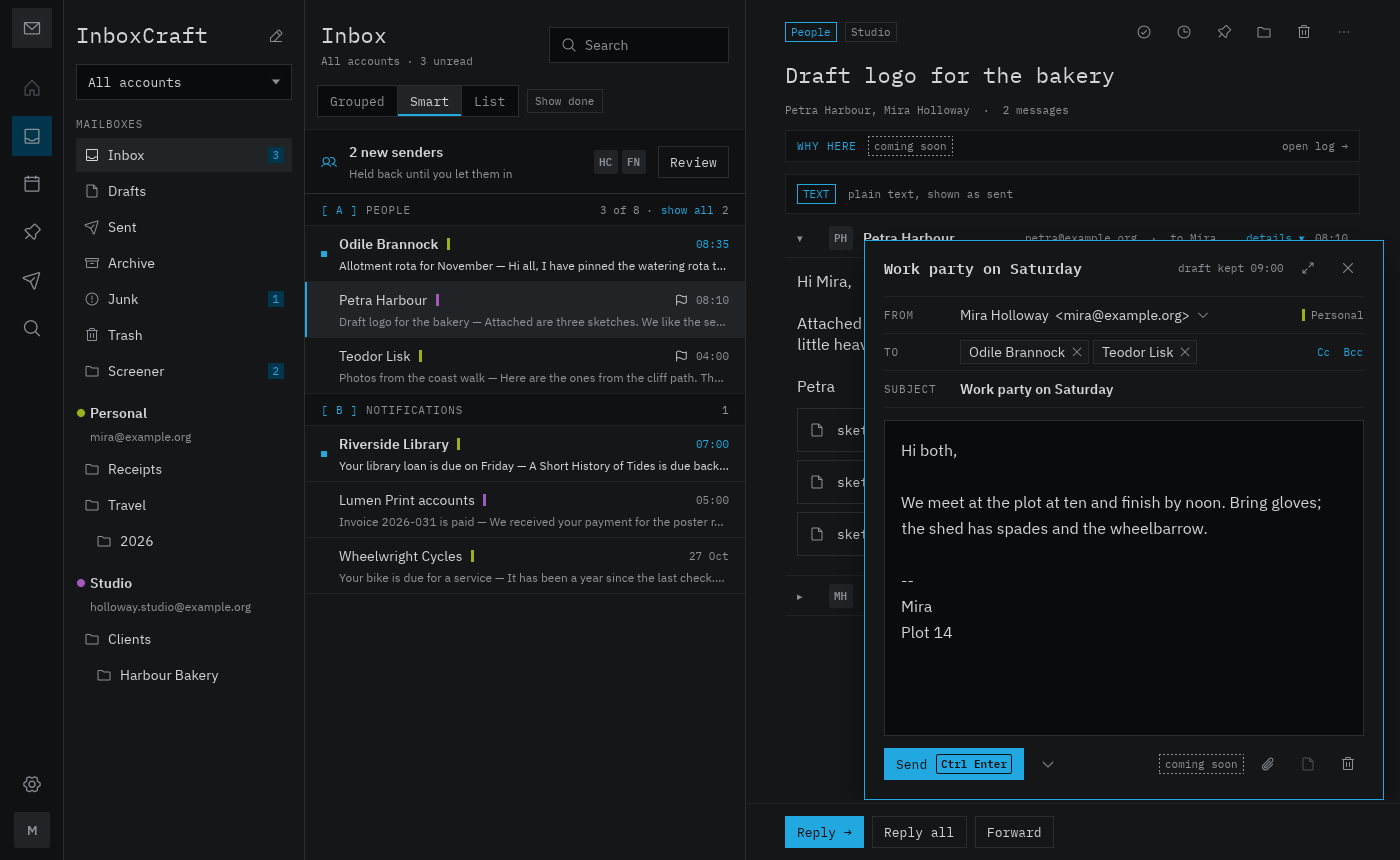 InboxCraft
All accounts
MAILBOXES
Inbox 3
Drafts
Sent
Archive
Junk 1
Trash
Screener 2
Personal
mira@example.org
Receipts
Travel
2026
Studio
holloway.studio@example.org
Clients
Harbour Bakery
M
Inbox
All accounts · 3 unread
Search
Grouped Smart List Show done
2 new senders
Held back until you let them in
HC FN Review
[ A ] PEOPLE 3 of 8 · show all 2
Odile Brannock 08:35
Allotment rota for November — Hi all, I have pinned the watering rota t…
Petra Harbour 08:10
Draft logo for the bakery — Attached are three sketches. We like the se…
Teodor Lisk 04:00
Photos from the coast walk — Here are the ones from the cliff path. Th…
[ B ] NOTIFICATIONS 1
Riverside Library 07:00
Your library loan is due on Friday — A Short History of Tides is due back…
Lumen Print accounts 05:00
Invoice 2026-031 is paid — We received your payment for the poster r…
Wheelwright Cycles 27 Oct
Your bike is due for a service — It has been a year since the last check.…
People Studio
Draft logo for the bakery
Petra Harbour, Mira Holloway · 2 messages
WHY HERE coming soon open log →
TEXT plain text, shown as sent
PH Petra Harbour petra@example.org · to Mira details ▾ 08:10
Hi Mira,
Attached
little
Petra
MH
Work party on Saturday draft kept 09:00
FROM Mira Holloway <mira@example.org> Personal
TO Odile Brannock Teodor Lisk Cc Bcc
SUBJECT Work party on Saturday
Hi both,
We meet at the plot at ten and finish by noon. Bring gloves;
the shed has spades and the wheelbarrow.
--
Mira
Plot 14
Send Ctrl Enter coming soon
Reply → Reply all Forward